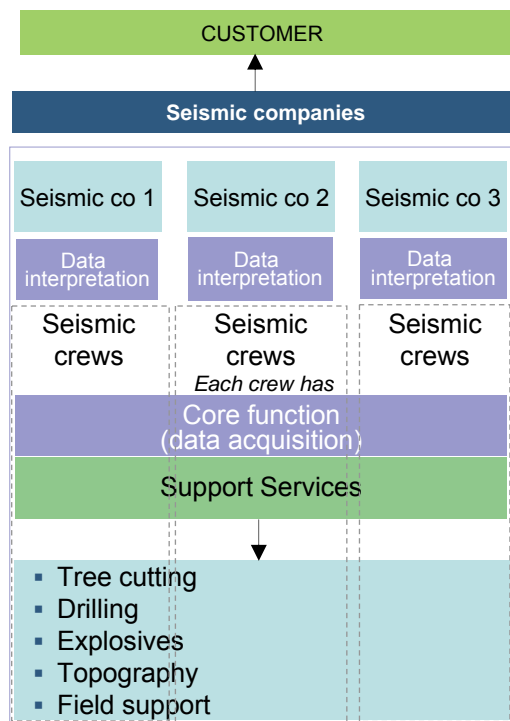 CUSTOMER
Seismic companies
Seismic co 1
Seismic co 2
Seismic co 3
Data
interpretation
Data
interpretation
Data
interpretation
Seismic
crews
Seismic
crews
Seismic
crews
Each crew has
Core function
(data acquisition)
Support Services
▪ Tree cutting
▪ Drilling
▪ Explosives
▪ Topography
▪ Field support